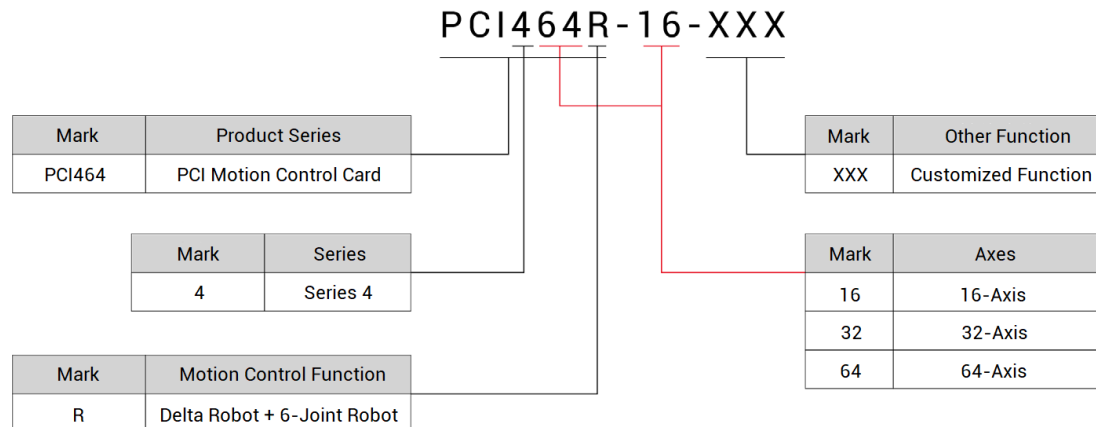 PCI464R-16-XXX
Mark Product Series
PCI464 PCI Motion Control Card
Mark Other Function
XXX Customized Function
Mark Series
4 Series 4
Mark Axes
16 16-Axis
32 32-Axis
64 64-Axis
Mark Motion Control Function
R Delta Robot + 6-Joint Robot